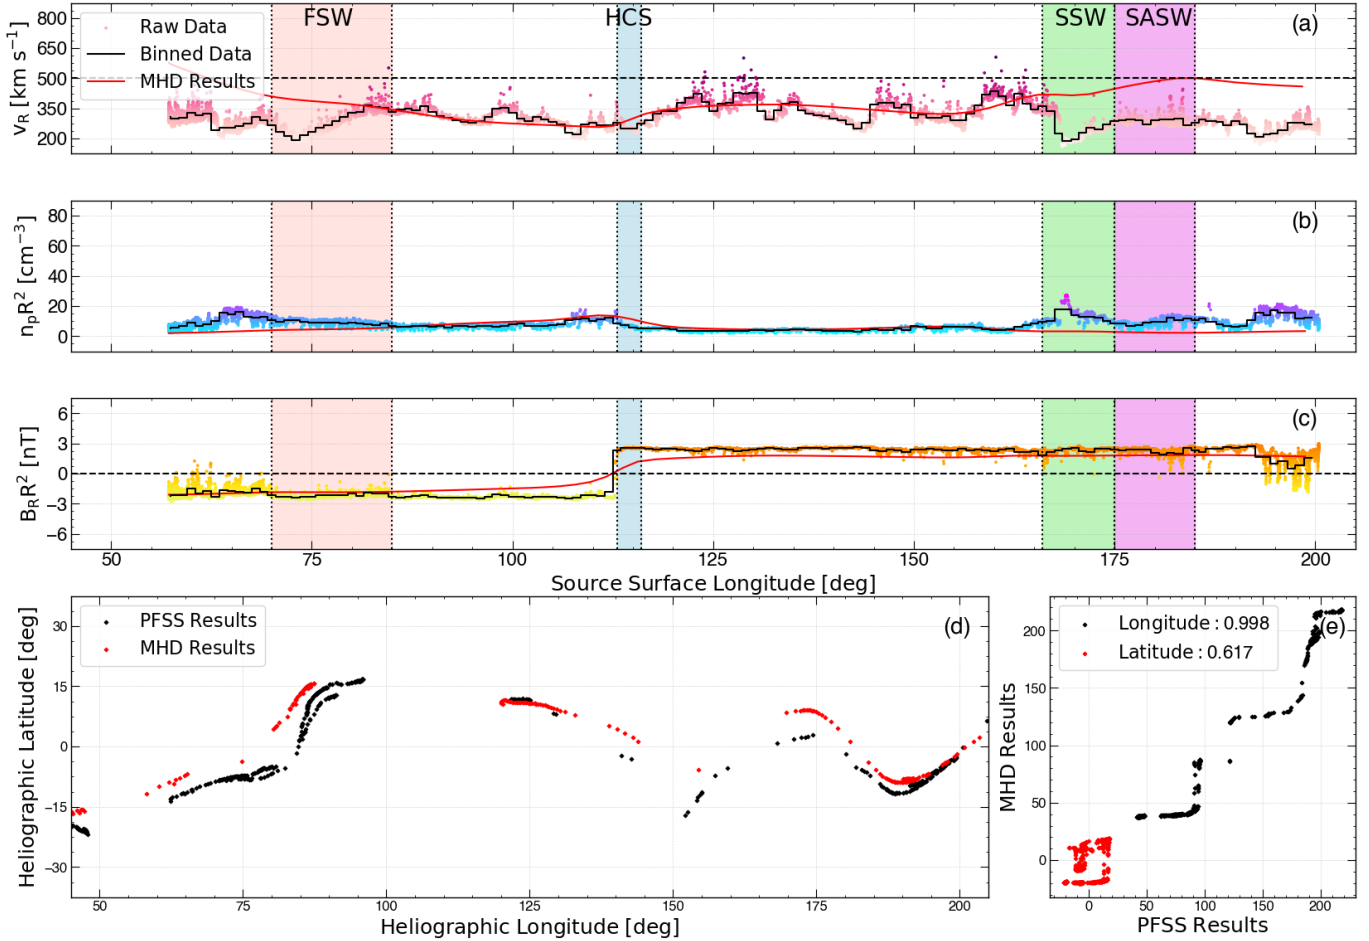 FSW HCS SSW SASW
(a)
Raw Data
Binned Data
MHD Results
v_R [km s⁻¹]
800
650
500
350
200
(b)
n_pR² [cm⁻³]
80
60
40
20
0
(c)
B_RR² [nT]
6
3
0
−3
−6
50 75 100 125 150 175 200
Source Surface Longitude [deg]
PFSS Results
MHD Results
(d)
Heliographic Latitude [deg]
30
15
0
−15
−30
50 75 100 125 150 175 200
Heliographic Longitude [deg]
Longitude : 0.998
Latitude : 0.617
(e)
MHD Results
200
150
100
50
0
0 50 100 150 200
PFSS Results